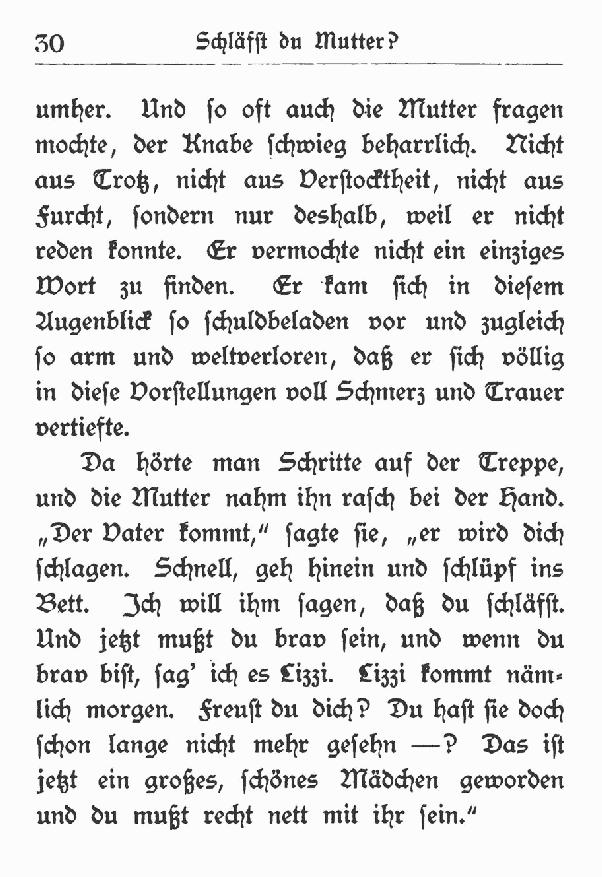 30 Schläfst du Mutter?
umher. Und so oft auch die Mutter fragen
mochte, der Knabe schwieg beharrlich. Nicht
aus Trotz, nicht aus Verstocktheit, nicht aus
Furcht, sondern nur deshalb, weil er nicht
reden konnte. Er vermochte nicht ein einziges
Wort zu finden. Er kam sich in diesem
Augenblick so schuldbeladen vor und zugleich
so arm und weltverloren, daß er sich völlig
in diese Vorstellungen voll Schmerz und Trauer
vertiefte.
Da hörte man Schritte auf der Treppe,
und die Mutter nahm ihn rasch bei der Hand.
„Der Vater kommt,“ sagte sie, „er wird dich
schlagen. Schnell, geh hinein und schlüpf ins
Bett. Ich will ihm sagen, daß du schläfst.
Und jetzt mußt du brav sein, und wenn du
brav bist, sag’ ich es Lizzi. Lizzi kommt näm-
lich morgen. Freust du dich? Du hast sie doch
schon lange nicht mehr gesehn —? Das ist
jetzt ein großes, schönes Mädchen geworden
und du mußt recht nett mit ihr sein.“